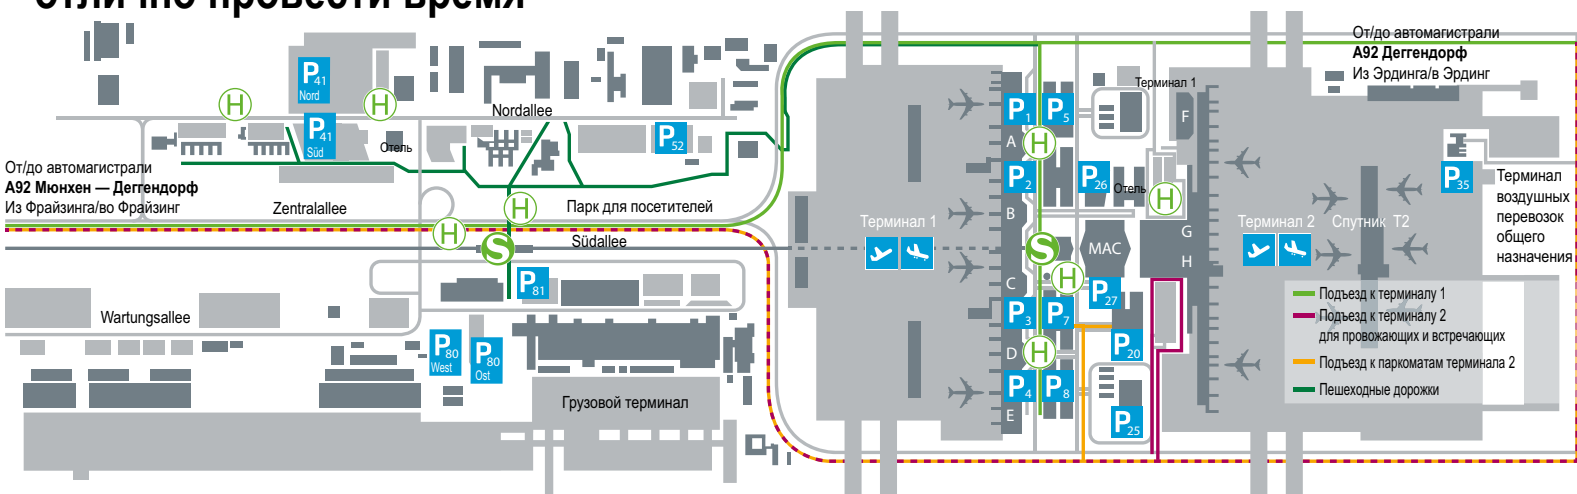 отлично провести время
От/до автомагистрали
А92 Деггендорф
Из Эрдинга/в Эрдинг
P41
Nord
H
H
Nordallee
P41
Süd
Отель
P52
P1
P5
Терминал 1
F
A
H
От/до автомагистрали
А92 Мюнхен — Деггендорф
Из Фрайзинга/во Фрайзинг
Zentralallee
H
Парк для посетителей
P2
P26
Отель
H
P35
Терминал
воздушных
перевозок
общего
назначения
B
Терминал 1
Терминал 2
Спутник T2
H
S
Südallee
S
MAC
G
H
H
C
P81
P27
Wartungsallee
P3
P7
P80
West
P80
Ost
D
H
P20
P4
P8
E
P25
Грузовой терминал
Подъезд к терминалу 1
Подъезд к терминалу 2
для провожающих и встречающих
Подъезд к паркоматам терминала 2
Пешеходные дорожки